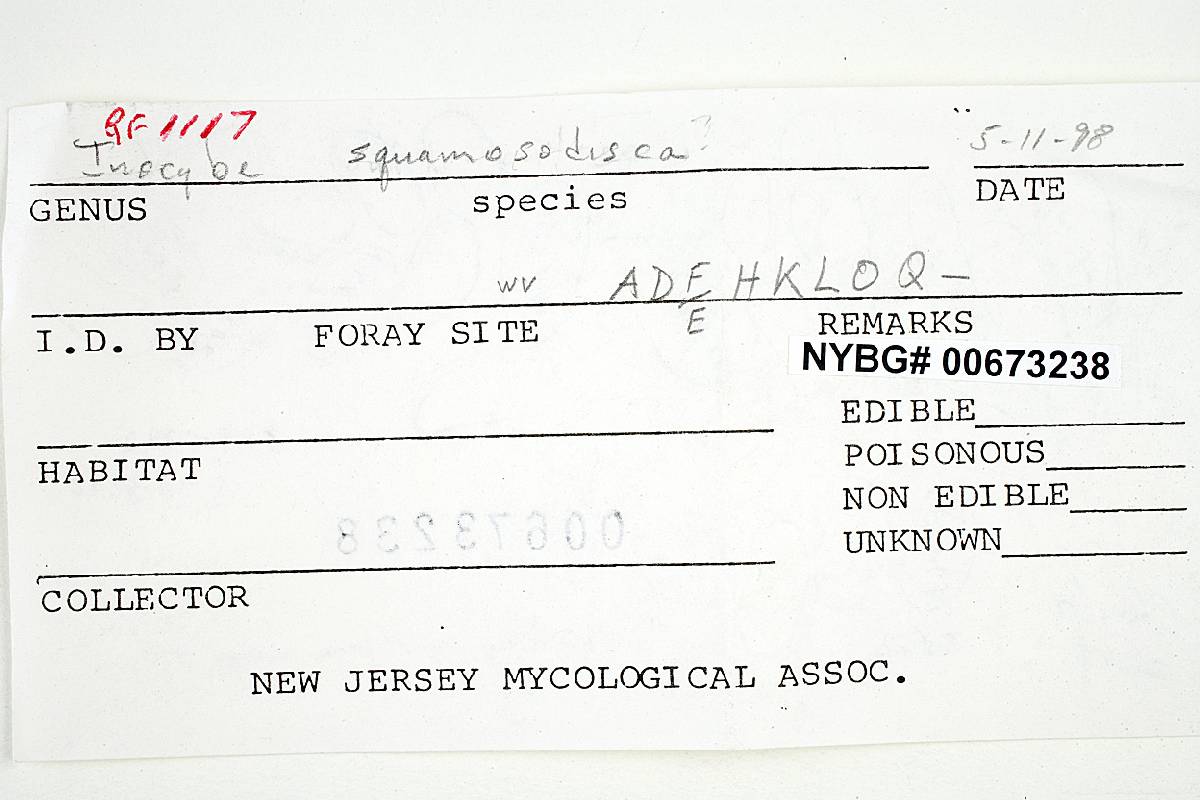 RF 1117
Inocybe squamosodisca? 5-11-98
GENUS species DATE
WV ADFHKLOQ—
E
I.D. BY FORAY SITE REMARKS
NYBG# 00673238
EDIBLE
POISONOUS
HABITAT
NON EDIBLE
00673238
UNKNOWN
COLLECTOR
NEW JERSEY MYCOLOGICAL ASSOC.